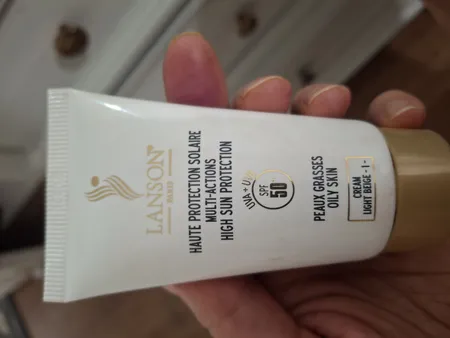 LANSON
PARIS
HAUTE PROTECTION SOLAIRE
MULTI-ACTIONS
HIGH SUN PROTECTION
UVA + UVB
SPF
50
PEAUX GRASSES
OILY SKIN
CREAM
LIGHT BEIGE - 1 -